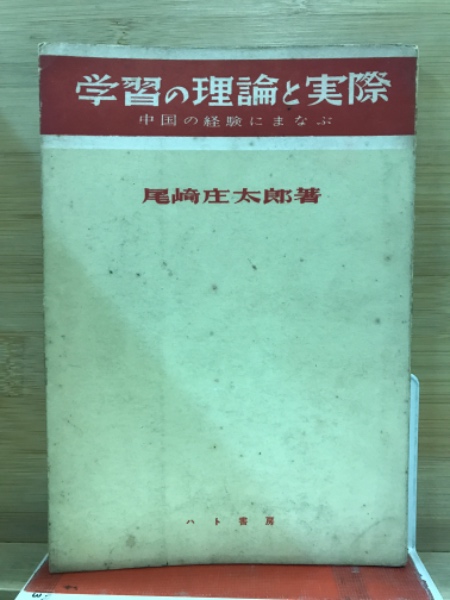 学習の理論と実際
中国の経験にまなぶ
尾崎庄太郎著
ハト書房